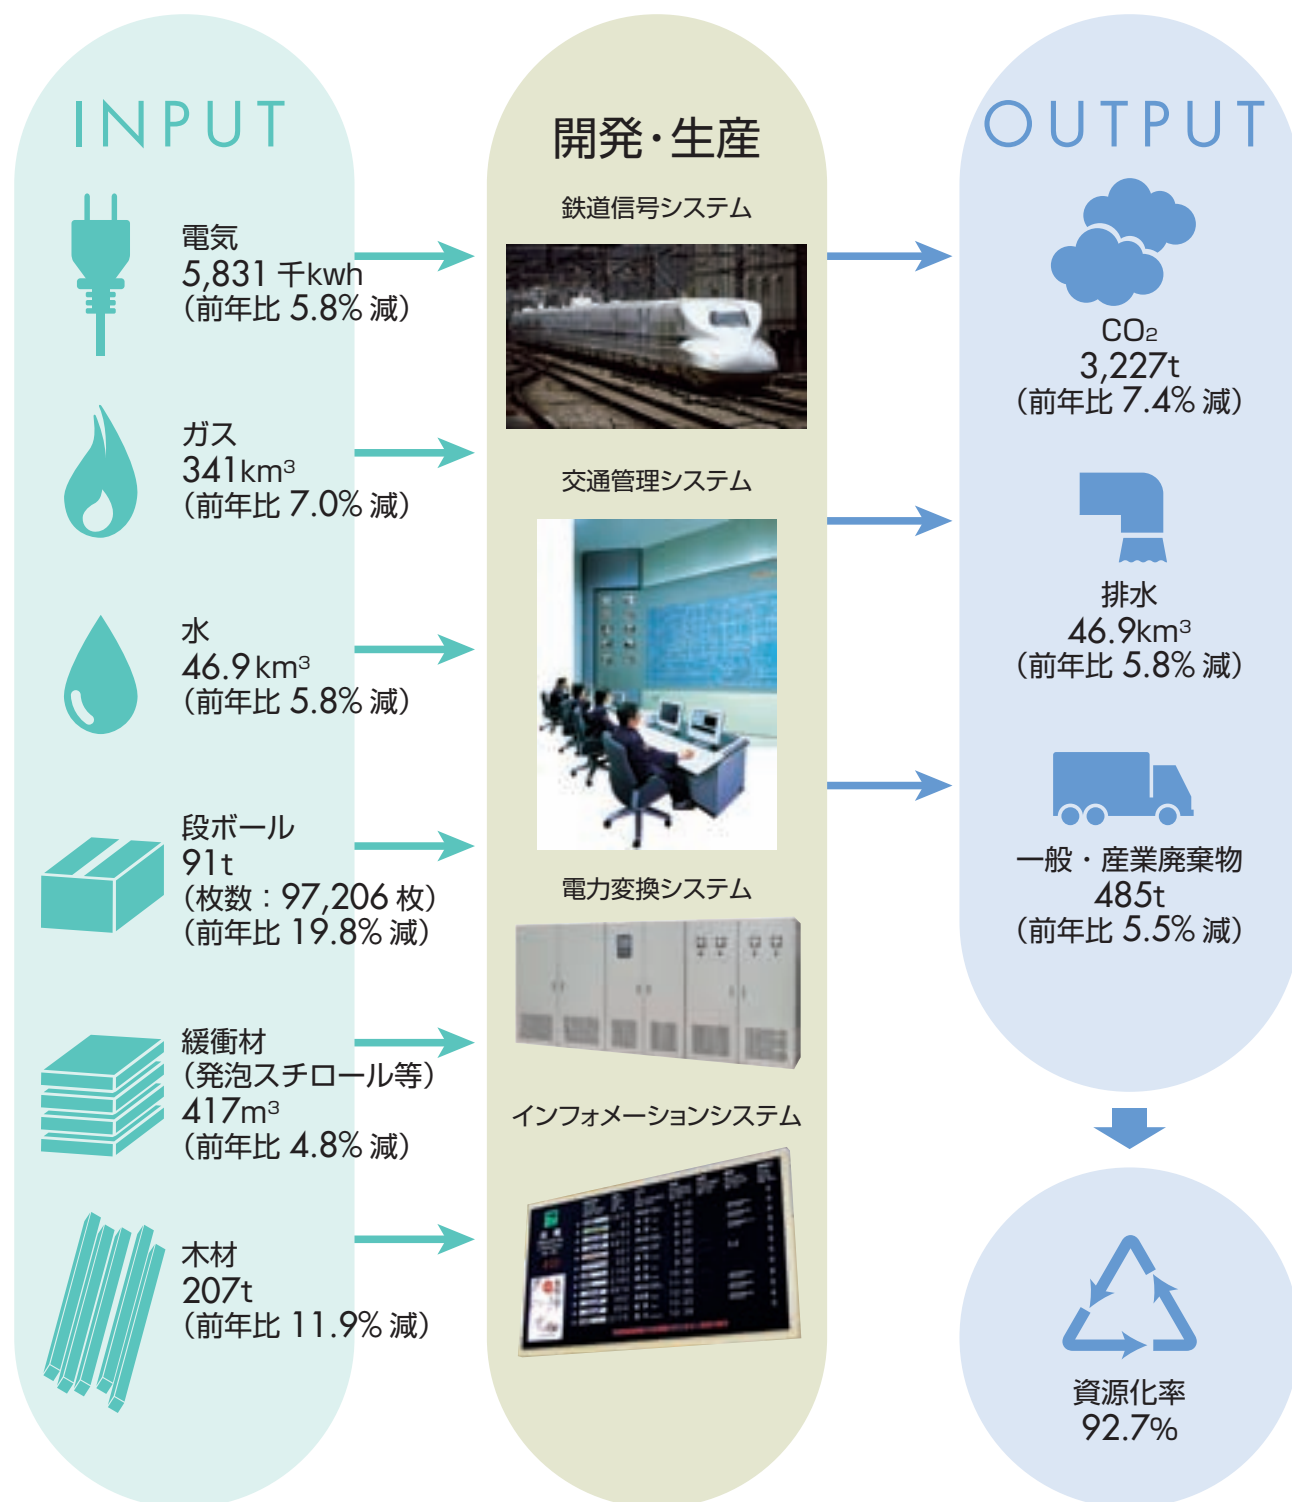 INPUT
電気
5,831 千kwh
（前年比 5.8% 減）
ガス
341km³
（前年比 7.0% 減）
水
46.9km³
（前年比 5.8% 減）
段ボール
91t
（枚数：97,206 枚）
（前年比 19.8% 減）
緩衝材
（発泡スチロール等）
417m³
（前年比 4.8% 減）
木材
207t
（前年比 11.9% 減）
開発・生産
鉄道信号システム
交通管理システム
電力変換システム
インフォメーションシステム
OUTPUT
CO₂
3,227t
（前年比 7.4% 減）
排水
46.9km³
（前年比 5.8% 減）
一般・産業廃棄物
485t
（前年比 5.5% 減）
資源化率
92.7%